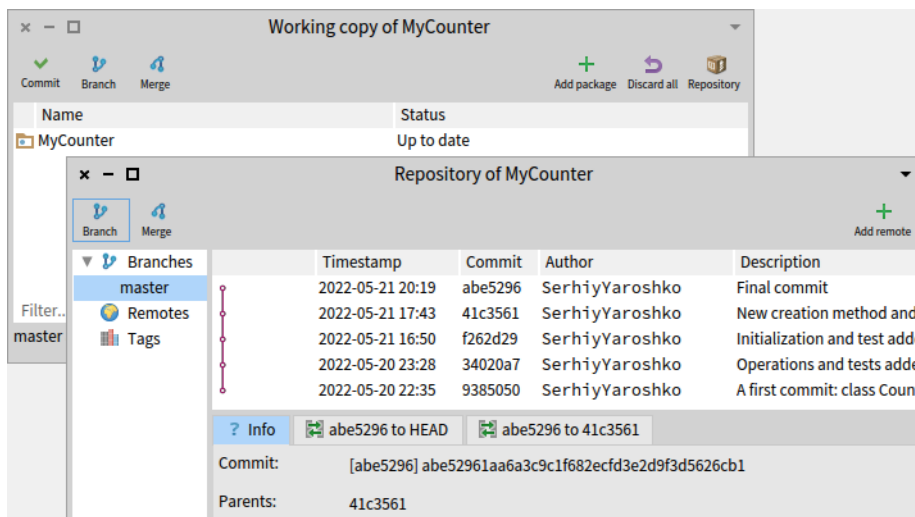 Working copy of MyCounter
Commit Branch Merge Add package Discard all Repository
Name Status
MyCounter Up to date
Repository of MyCounter
Branch Merge Add remote
Branches Timestamp Commit Author Description
master 2022-05-21 20:19 abe5296 SerhiyYaroshko Final commit
Filter.. Remotes 2022-05-21 17:43 41c3561 SerhiyYaroshko New creation method and
master Tags 2022-05-21 16:50 f262d29 SerhiyYaroshko Initialization and test adde
2022-05-20 23:28 34020a7 SerhiyYaroshko Operations and tests adde
2022-05-20 22:35 9385050 SerhiyYaroshko A first commit: class Coun
? Info abe5296 to HEAD abe5296 to 41c3561
Commit: [abe5296] abe52961aa6a3c9c1f682ecfd3e2d9f3d5626cb1
Parents: 41c3561